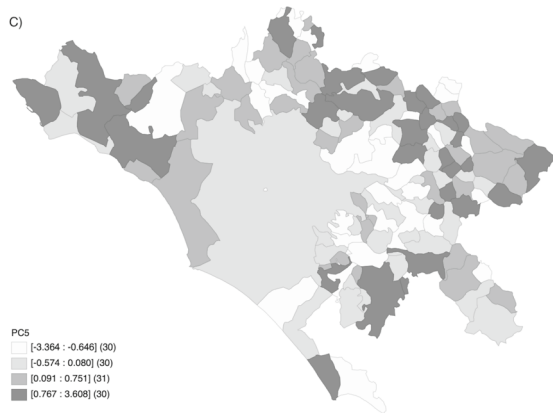 C)
PC5
[-3.364 : -0.646] (30)
[-0.574 : 0.080] (30)
[0.091 : 0.751] (31)
[0.767 : 3.608] (30)